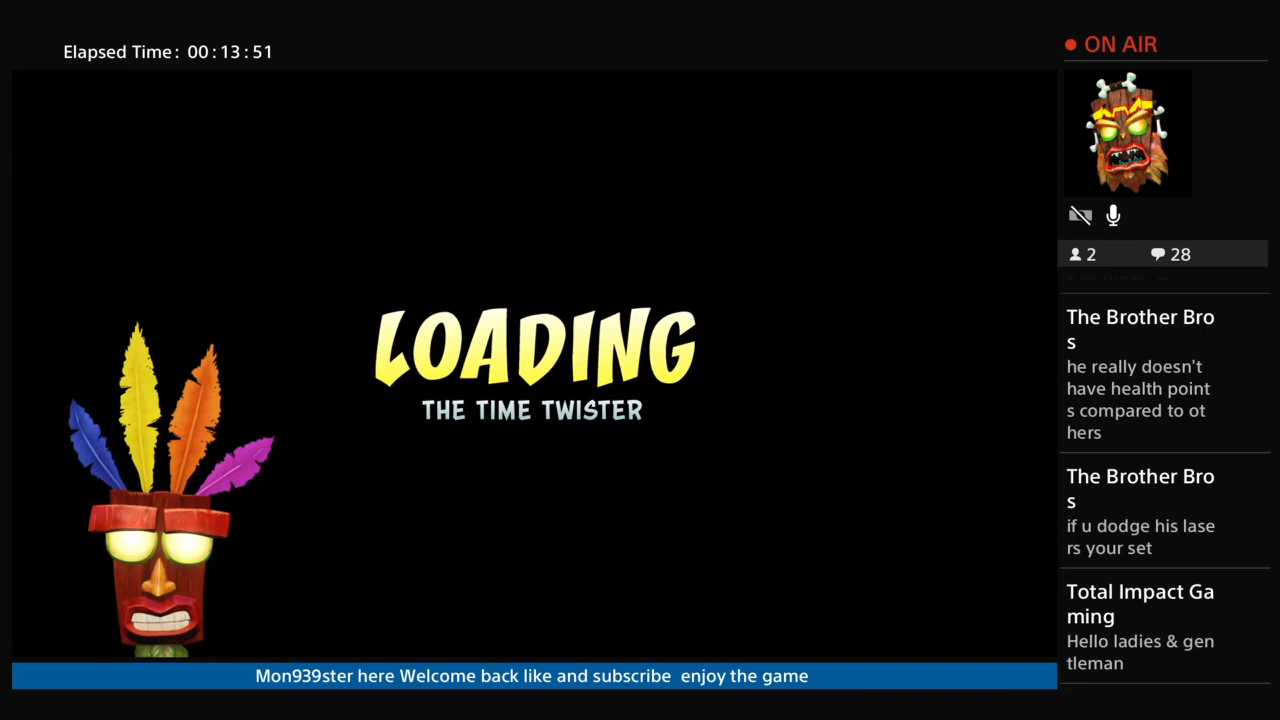 Elapsed Time: 00:13:51
ON AIR
2 28
The Brother Bro
s
he really doesn't
have health point
s compared to ot
hers
The Brother Bro
s
if u dodge his lase
rs your set
Total Impact Ga
ming
Hello ladies & gen
tleman
LOADING
THE TIME TWISTER
Mon939ster here Welcome back like and subscribe enjoy the game